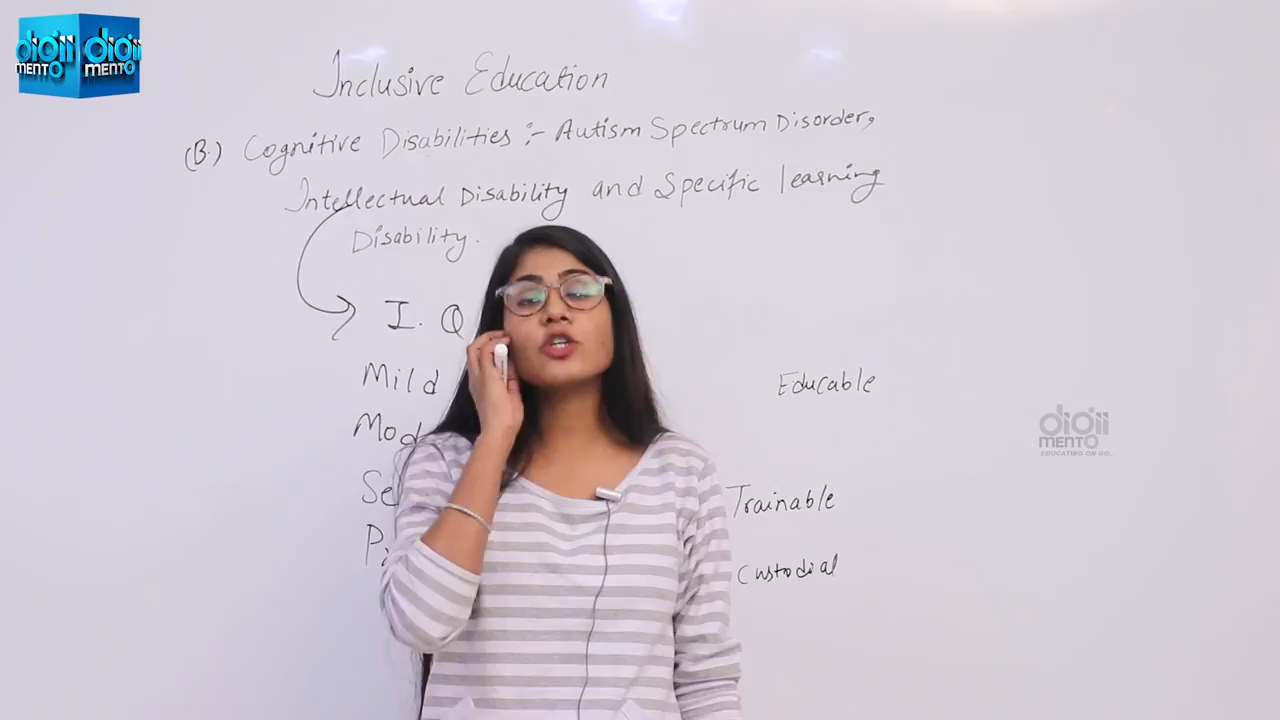 digii MENTO digii MENTO
Inclusive Education
(B.) Cognitive Disabilities :- Autism Spectrum Disorder,
Intellectual Disability and Specific learning
Disability.
I. Q
Mild
Educable
Trainable
Custodial
digii
MENTO
EDUCATING ON GO...